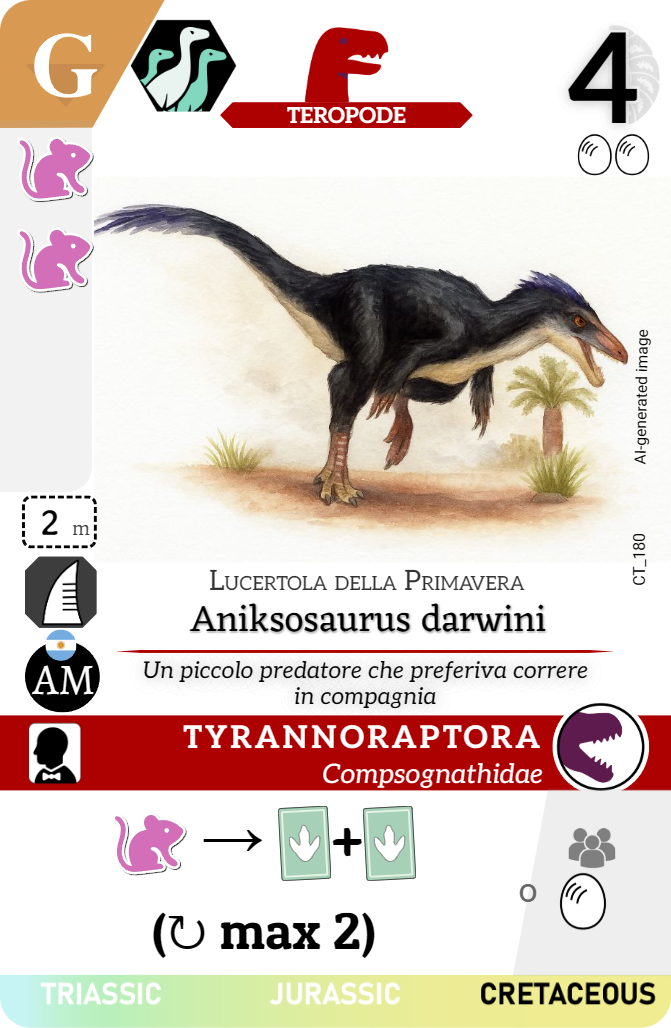 G
TEROPODE
4
AI-generated image
CT_180
2 m
AM
Lucertola della Primavera
Aniksosaurus darwini
Un piccolo predatore che preferiva correre
in compagnia
TYRANNORAPTORA
Compsognathidae
→ +
o
(↻ max 2)
TRIASSIC JURASSIC CRETACEOUS